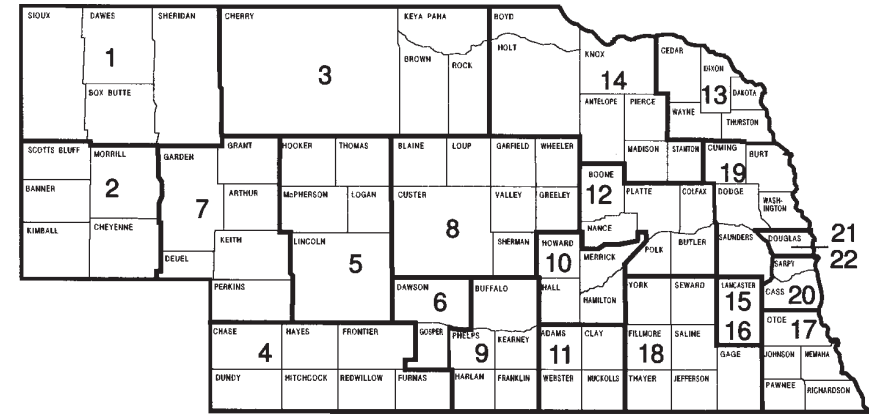 SIOUX
DAWES
SHERIDAN
CHERRY
KEYA PAHA
BOYD
HOLT
KNOX
CEDAR
DIXON
DAKOTA
1
3
BROWN
ROCK
14
13
BOX BUTTE
ANTELOPE
PIERCE
WAYNE
THURSTON
SCOTTS BLUFF
MORRILL
GARDEN
GRANT
HOOKER
THOMAS
BLAINE
LOUP
GARFIELD
WHEELER
MADISON
STANTON
CUMING
BURT
19
BANNER
2
7
ARTHUR
McPHERSON
LOGAN
CUSTER
VALLEY
GREELEY
BOONE
12
PLATTE
COLFAX
DODGE
WASH-
INGTON
KIMBALL
CHEYENNE
KEITH
DEUEL
LINCOLN
5
8
SHERMAN
HOWARD
10
NANCE
MERRICK
POLK
BUTLER
SAUNDERS
DOUGLAS
21
22
SARPY
PERKINS
DAWSON
6
BUFFALO
HALL
HAMILTON
YORK
SEWARD
LANCASTER
15
16
CASS
20
OTOE
17
CHASE
HAYES
FRONTIER
GOSPER
PHELPS
KEARNEY
ADAMS
CLAY
FILLMORE
SALINE
4
9
11
18
GAGE
JOHNSON
NEMAHA
DUNDY
HITCHCOCK
REDWILLOW
FURNAS
HARLAN
FRANKLIN
WEBSTER
NUCKOLLS
THAYER
JEFFERSON
PAWNEE
RICHARDSON